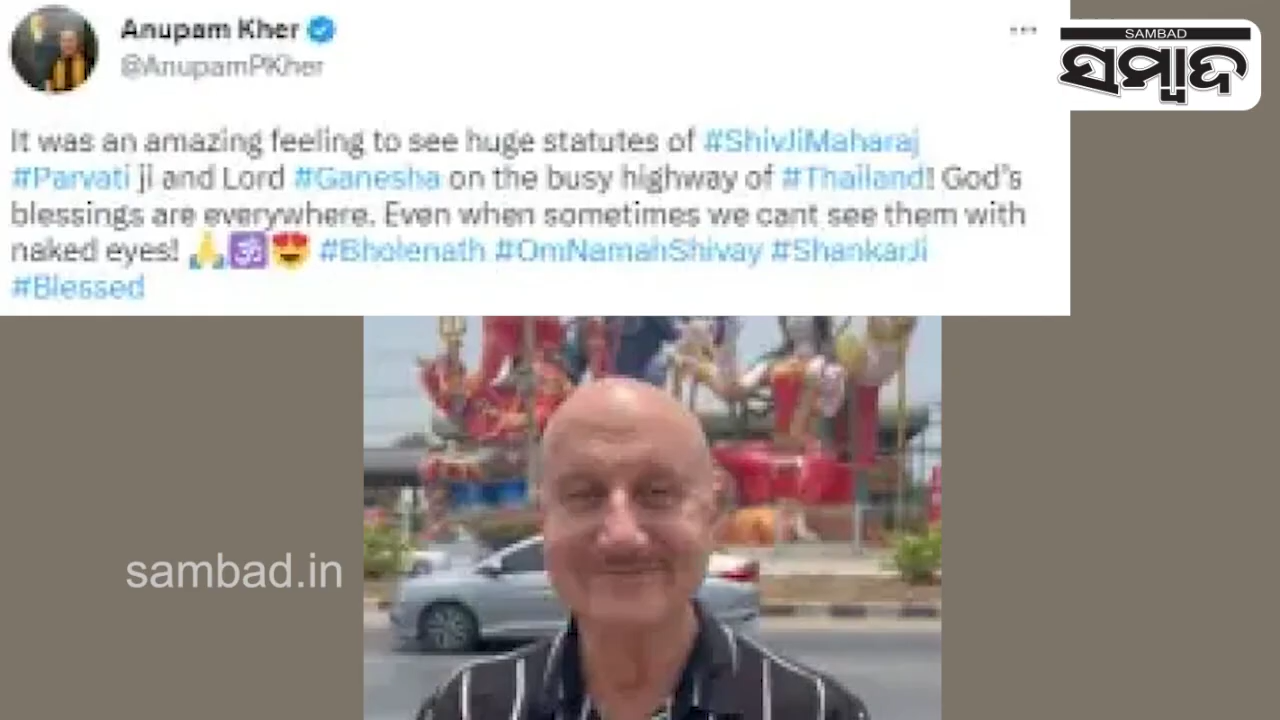 Anupam Kher
@AnupamPKher
It was an amazing feeling to see huge statutes of #ShivJiMaharaj
#Parvati ji and Lord #Ganesha on the busy highway of #Thailand! God's
blessings are everywhere. Even when sometimes we cant see them with
naked eyes! 🙏🕉️😍 #Bholenath #OmNamahShivay #ShankarJi
#Blessed
SAMBAD
ସମ୍ବାଦ
sambad.in